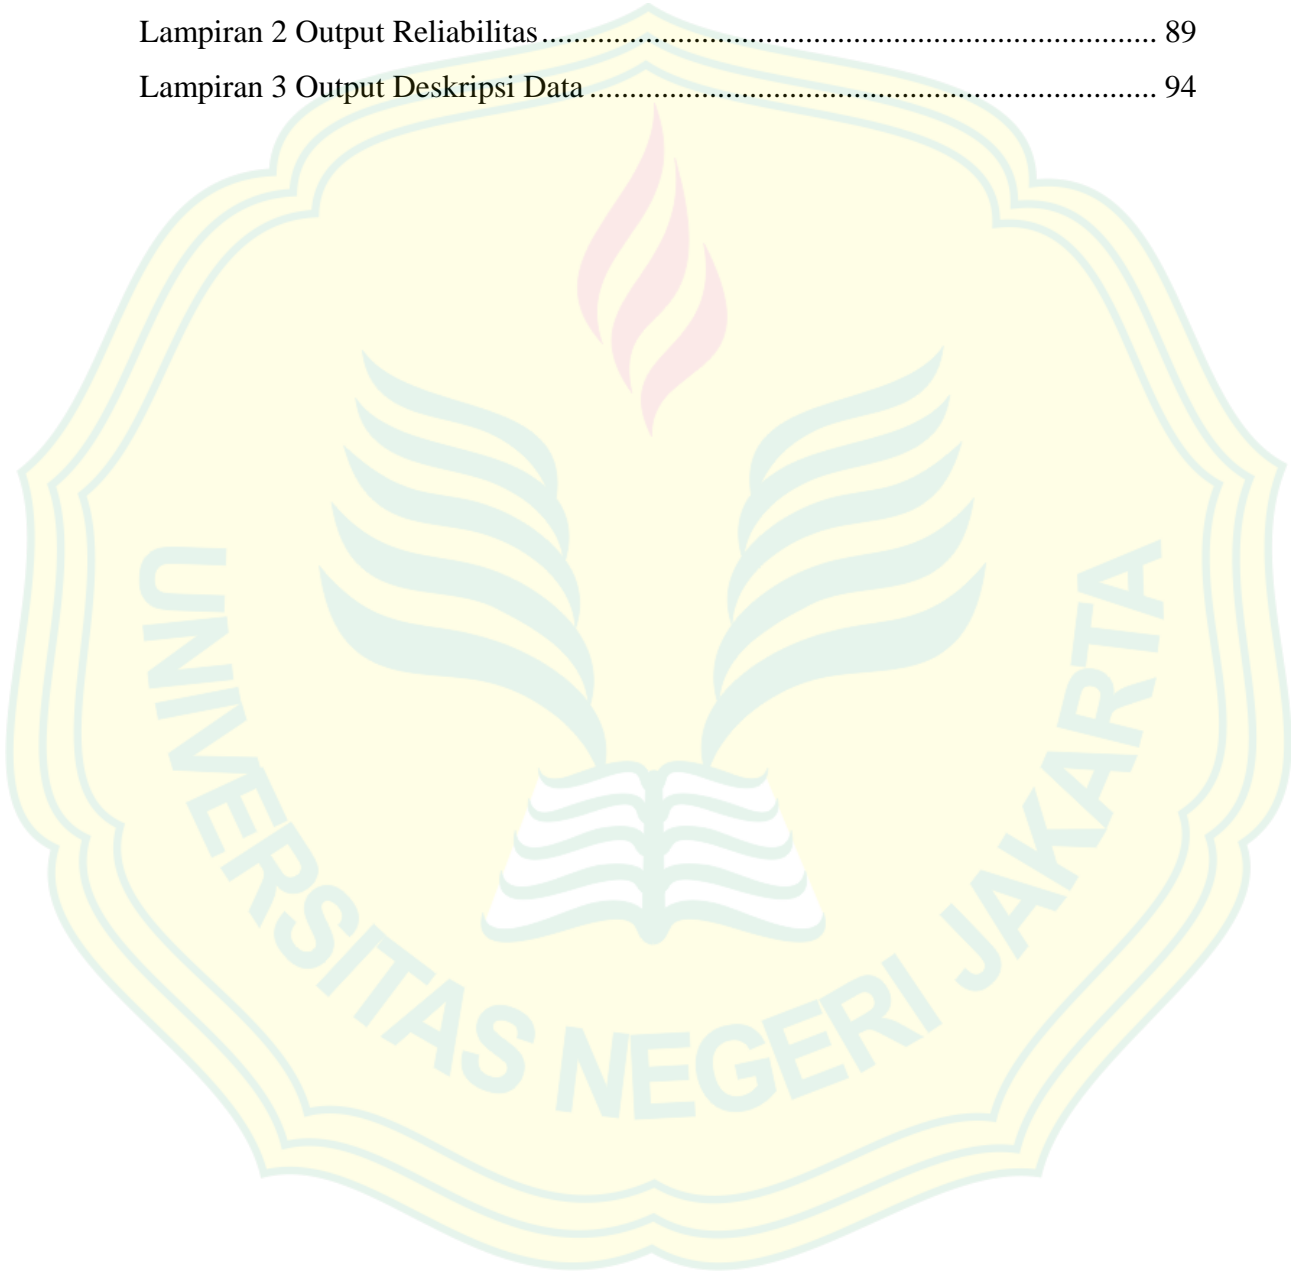 Lampiran 2 Output Reliabilitas............................................................................. 89
Lampiran 3 Output Deskripsi Data ....................................................................... 94
UNIVERSITAS NEGERI JAKARTA